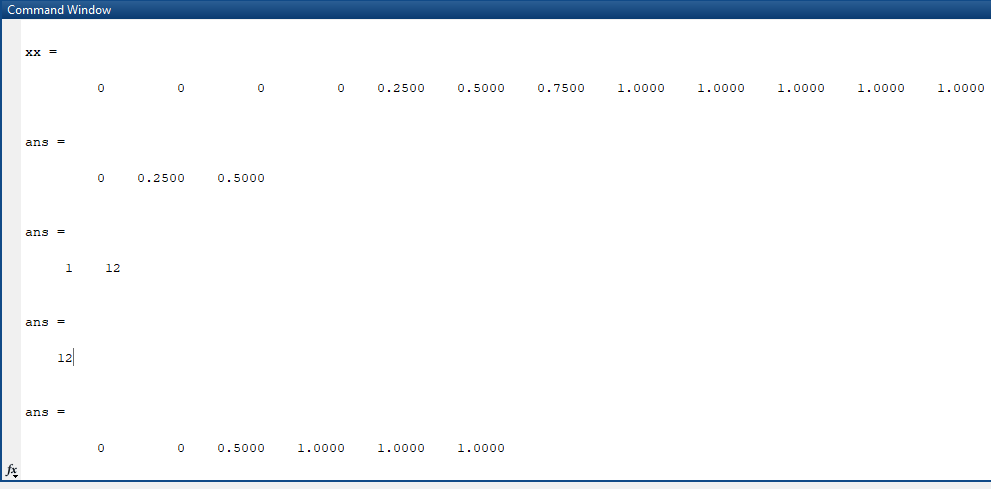 Command Window
xx =
0 0 0 0 0.2500 0.5000 0.7500 1.0000 1.0000 1.0000 1.0000 1.0000
ans =
0 0.2500 0.5000
ans =
1 12
ans =
12
ans =
0 0 0.5000 1.0000 1.0000 1.0000
fx